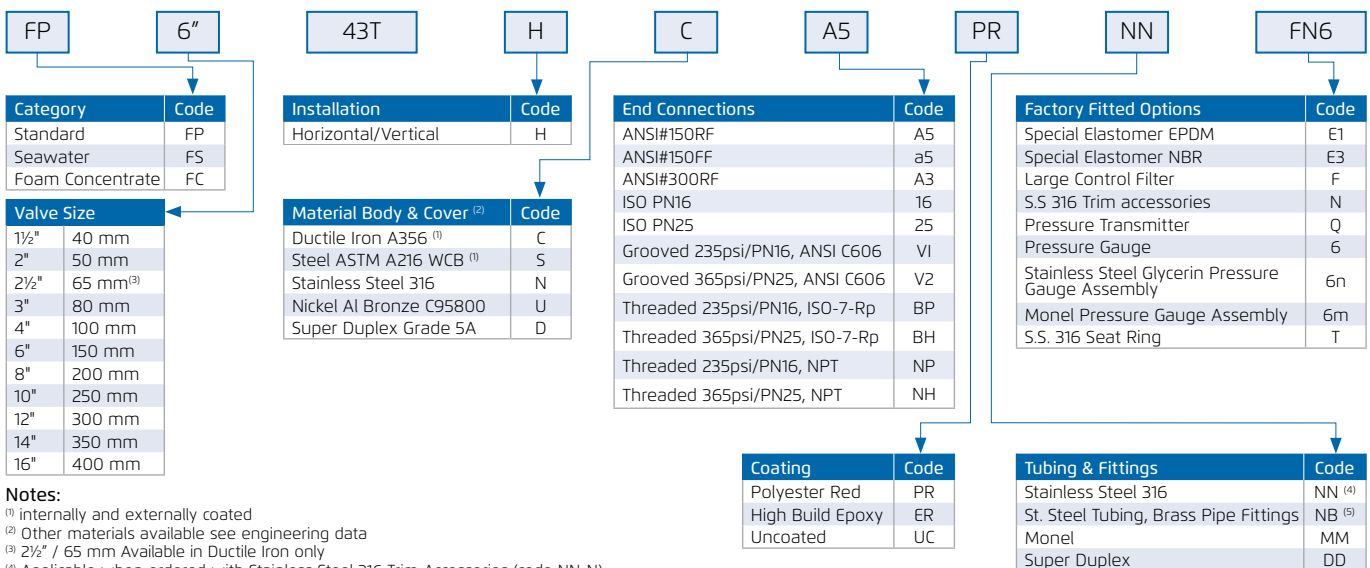 FP 6″ 43T H C A5 PR NN FN6
Category Code
Standard FP
Seawater FS
Foam Concentrate FC
Valve Size
1½" 40 mm
2" 50 mm
2½" 65 mm(3)
3" 80 mm
4" 100 mm
6" 150 mm
8" 200 mm
10" 250 mm
12" 300 mm
14" 350 mm
16" 400 mm
Installation Code
Horizontal/Vertical H
Material Body & Cover (2) Code
Ductile Iron A356 (1) C
Steel ASTM A216 WCB (1) S
Stainless Steel 316 N
Nickel Al Bronze C95800 U
Super Duplex Grade 5A D
End Connections Code
ANSI#150RF A5
ANSI#150FF a5
ANSI#300RF A3
ISO PN16 16
ISO PN25 25
Grooved 235psi/PN16, ANSI C606 VI
Grooved 365psi/PN25, ANSI C606 V2
Threaded 235psi/PN16, ISO-7-Rp BP
Threaded 365psi/PN25, ISO-7-Rp BH
Threaded 235psi/PN16, NPT NP
Threaded 365psi/PN25, NPT NH
Factory Fitted Options Code
Special Elastomer EPDM E1
Special Elastomer NBR E3
Large Control Filter F
S.S 316 Trim accessories N
Pressure Transmitter Q
Pressure Gauge 6
Stainless Steel Glycerin Pressure
Gauge Assembly 6n
Monel Pressure Gauge Assembly 6m
S.S. 316 Seat Ring T
Coating Code
Polyester Red PR
High Build Epoxy ER
Uncoated UC
Tubing & Fittings Code
Stainless Steel 316 NN (4)
St. Steel Tubing, Brass Pipe Fittings NB (5)
Monel MM
Super Duplex DD
Notes:
(1) internally and externally coated
(2) Other materials available see engineering data
(3) 2½″ / 65 mm Available in Ductile Iron only
(4) Applicable when ordered with Stainless Steel 316 Trim Accessories (code NN-N)